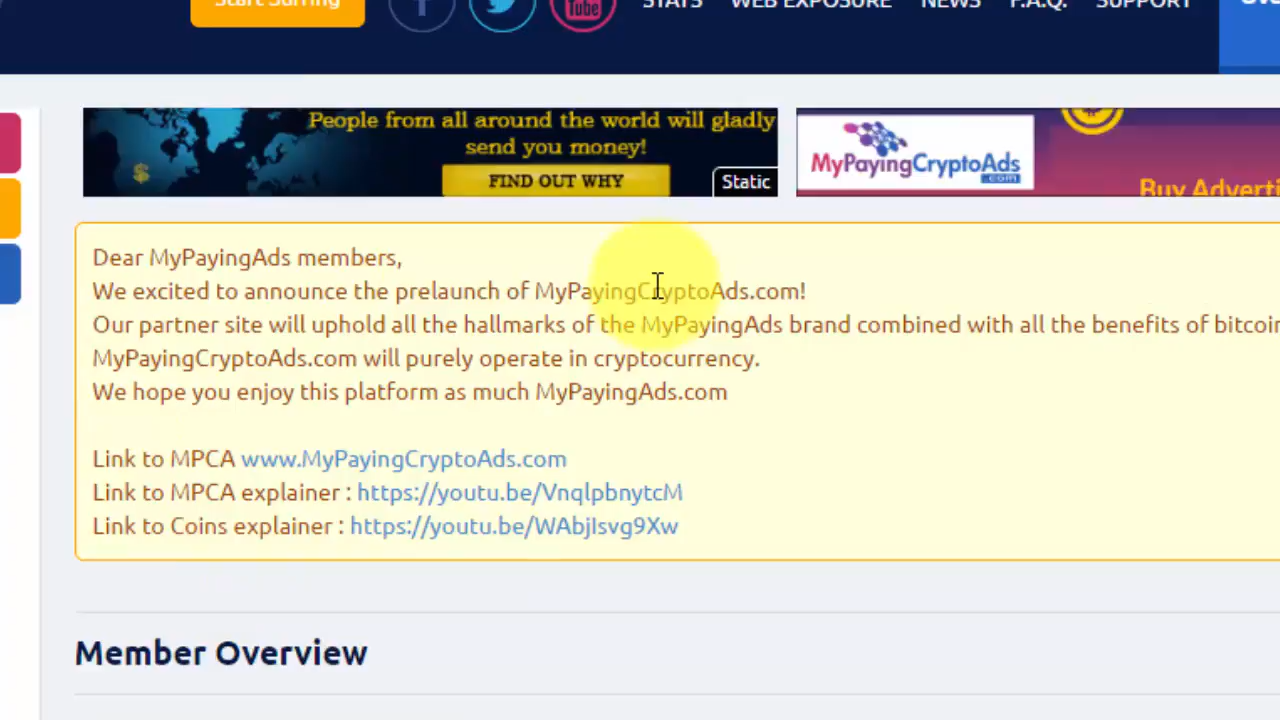 Start Surfing
STATS WEB EXPOSURE NEWS F.A.Q. SUPPORT
You Tube
People from all around the world will gladly
send you money!
FIND OUT WHY
Static
MyPayingCryptoAds
.com
Buy Adverti
Dear MyPayingAds members,
We excited to announce the prelaunch of MyPayingCryptoAds.com!
Our partner site will uphold all the hallmarks of the MyPayingAds brand combined with all the benefits of bitcoin
MyPayingCryptoAds.com will purely operate in cryptocurrency.
We hope you enjoy this platform as much MyPayingAds.com
Link to MPCA www.MyPayingCryptoAds.com
Link to MPCA explainer : https://youtu.be/VnqlpbnytcM
Link to Coins explainer : https://youtu.be/WAbjIsvg9Xw
Member Overview